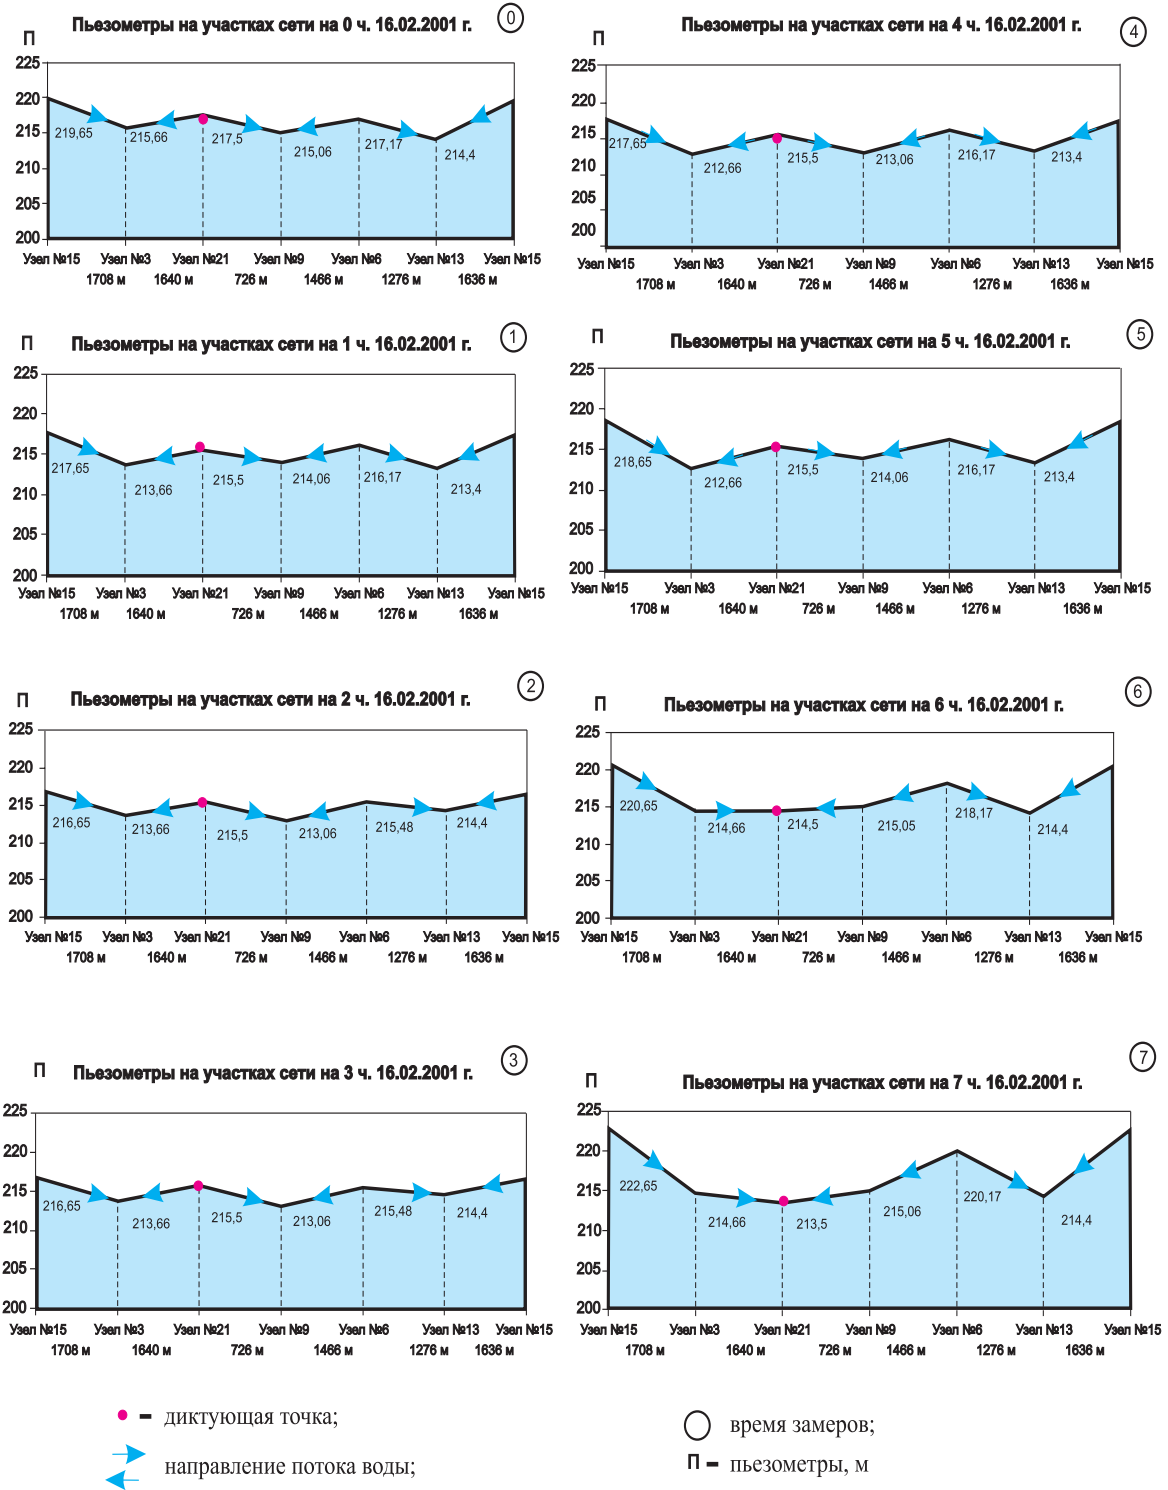 Пьезометры на участках сети на 0 ч. 16.02.2001 г.
0
П
225
220
215
210
205
200
219,65
215,66
217,5
215,06
217,17
214,4
Узел №15 Узел №3 Узел №21 Узел №9 Узел №6 Узел №13 Узел №15
1708 м 1640 м 726 м 1466 м 1276 м 1636 м
Пьезометры на участках сети на 4 ч. 16.02.2001 г.
4
П
225
220
215
210
205
200
217,65
212,66
215,5
213,06
216,17
213,4
Узел №15 Узел №3 Узел №21 Узел №9 Узел №6 Узел №13 Узел №15
1708 м 1640 м 726 м 1466 м 1276 м 1636 м
Пьезометры на участках сети на 1 ч. 16.02.2001 г.
1
П
225
220
215
210
205
200
217,65
213,66
215,5
214,06
216,17
213,4
Узел №15 Узел №3 Узел №21 Узел №9 Узел №6 Узел №13 Узел №15
1708 м 1640 м 726 м 1466 м 1276 м 1636 м
Пьезометры на участках сети на 5 ч. 16.02.2001 г.
5
П
225
220
215
210
205
200
218,65
212,66
215,5
214,06
216,17
213,4
Узел №15 Узел №3 Узел №21 Узел №9 Узел №6 Узел №13 Узел №15
1708 м 1640 м 726 м 1466 м 1276 м 1636 м
Пьезометры на участках сети на 2 ч. 16.02.2001 г.
2
П
225
220
215
210
205
200
216,65
213,66
215,5
213,06
215,48
214,4
Узел №15 Узел №3 Узел №21 Узел №9 Узел №6 Узел №13 Узел №15
1708 м 1640 м 726 м 1466 м 1276 м 1636 м
Пьезометры на участках сети на 6 ч. 16.02.2001 г.
6
П
225
220
215
210
205
200
220,65
214,66
214,5
215,05
218,17
214,4
Узел №15 Узел №3 Узел №21 Узел №9 Узел №6 Узел №13 Узел №15
1708 м 1640 м 726 м 1466 м 1276 м 1636 м
Пьезометры на участках сети на 3 ч. 16.02.2001 г.
3
П
225
220
215
210
205
200
216,65
213,66
215,5
213,06
215,48
214,4
Узел №15 Узел №3 Узел №21 Узел №9 Узел №6 Узел №13 Узел №15
1708 м 1640 м 726 м 1466 м 1276 м 1636 м
Пьезометры на участках сети на 7 ч. 16.02.2001 г.
7
П
225
220
215
210
205
200
222,65
214,66
213,5
215,06
220,17
214,4
Узел №15 Узел №3 Узел №21 Узел №9 Узел №6 Узел №13 Узел №15
1708 м 1640 м 726 м 1466 м 1276 м 1636 м
– диктующая точка;
направление потока воды;
время замеров;
П – пьезометры, м